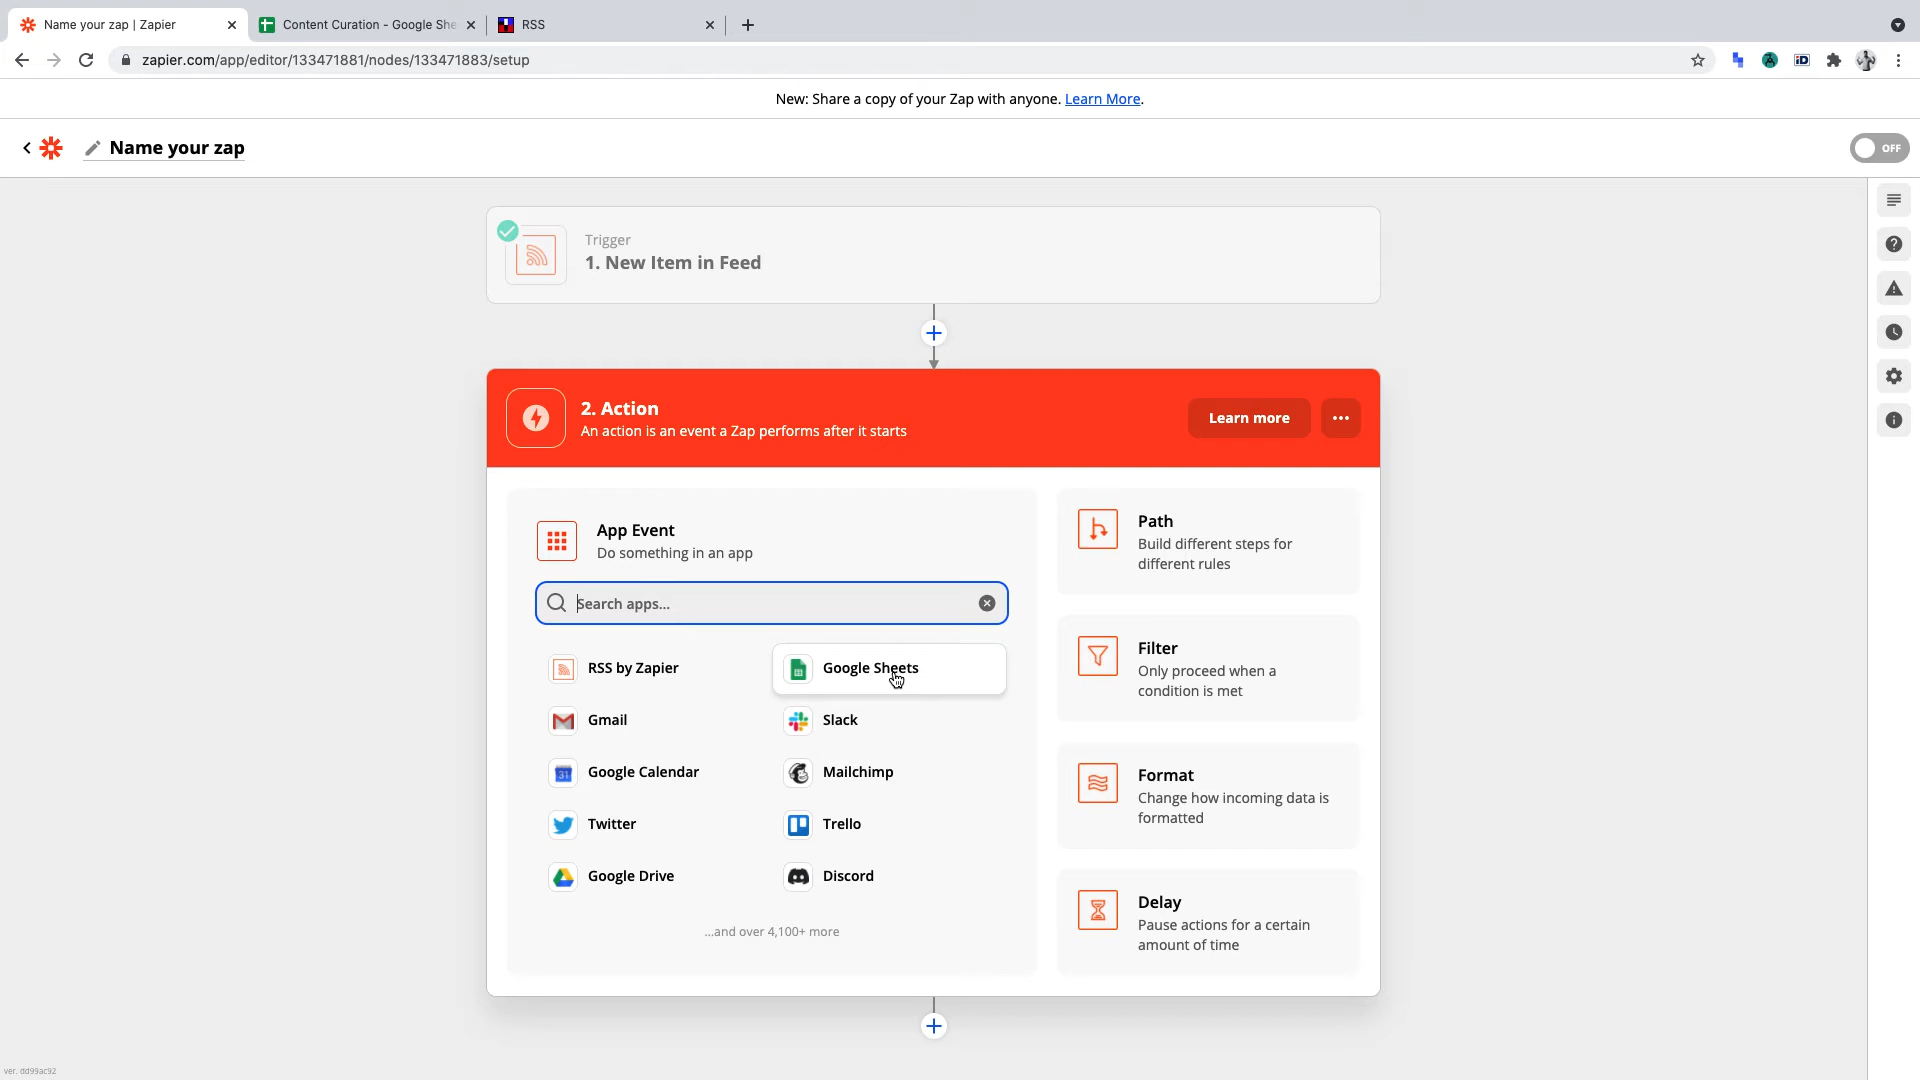 Name your zap | Zapier
Content Curation - Google She
RSS
zapier.com/app/editor/133471881/nodes/133471883/setup
iD
New: Share a copy of your Zap with anyone. Learn More.
Name your zap
OFF
Trigger
1. New Item in Feed
2. Action
An action is an event a Zap performs after it starts
Learn more
App Event
Do something in an app
Search apps...
RSS by Zapier
Google Sheets
Gmail
Slack
31
Google Calendar
Mailchimp
Twitter
Trello
Google Drive
Discord
...and over 4,100+ more
Path
Build different steps for
different rules
Filter
Only proceed when a
condition is met
Format
Change how incoming data is
formatted
Delay
Pause actions for a certain
amount of time
ver. dd99ac92